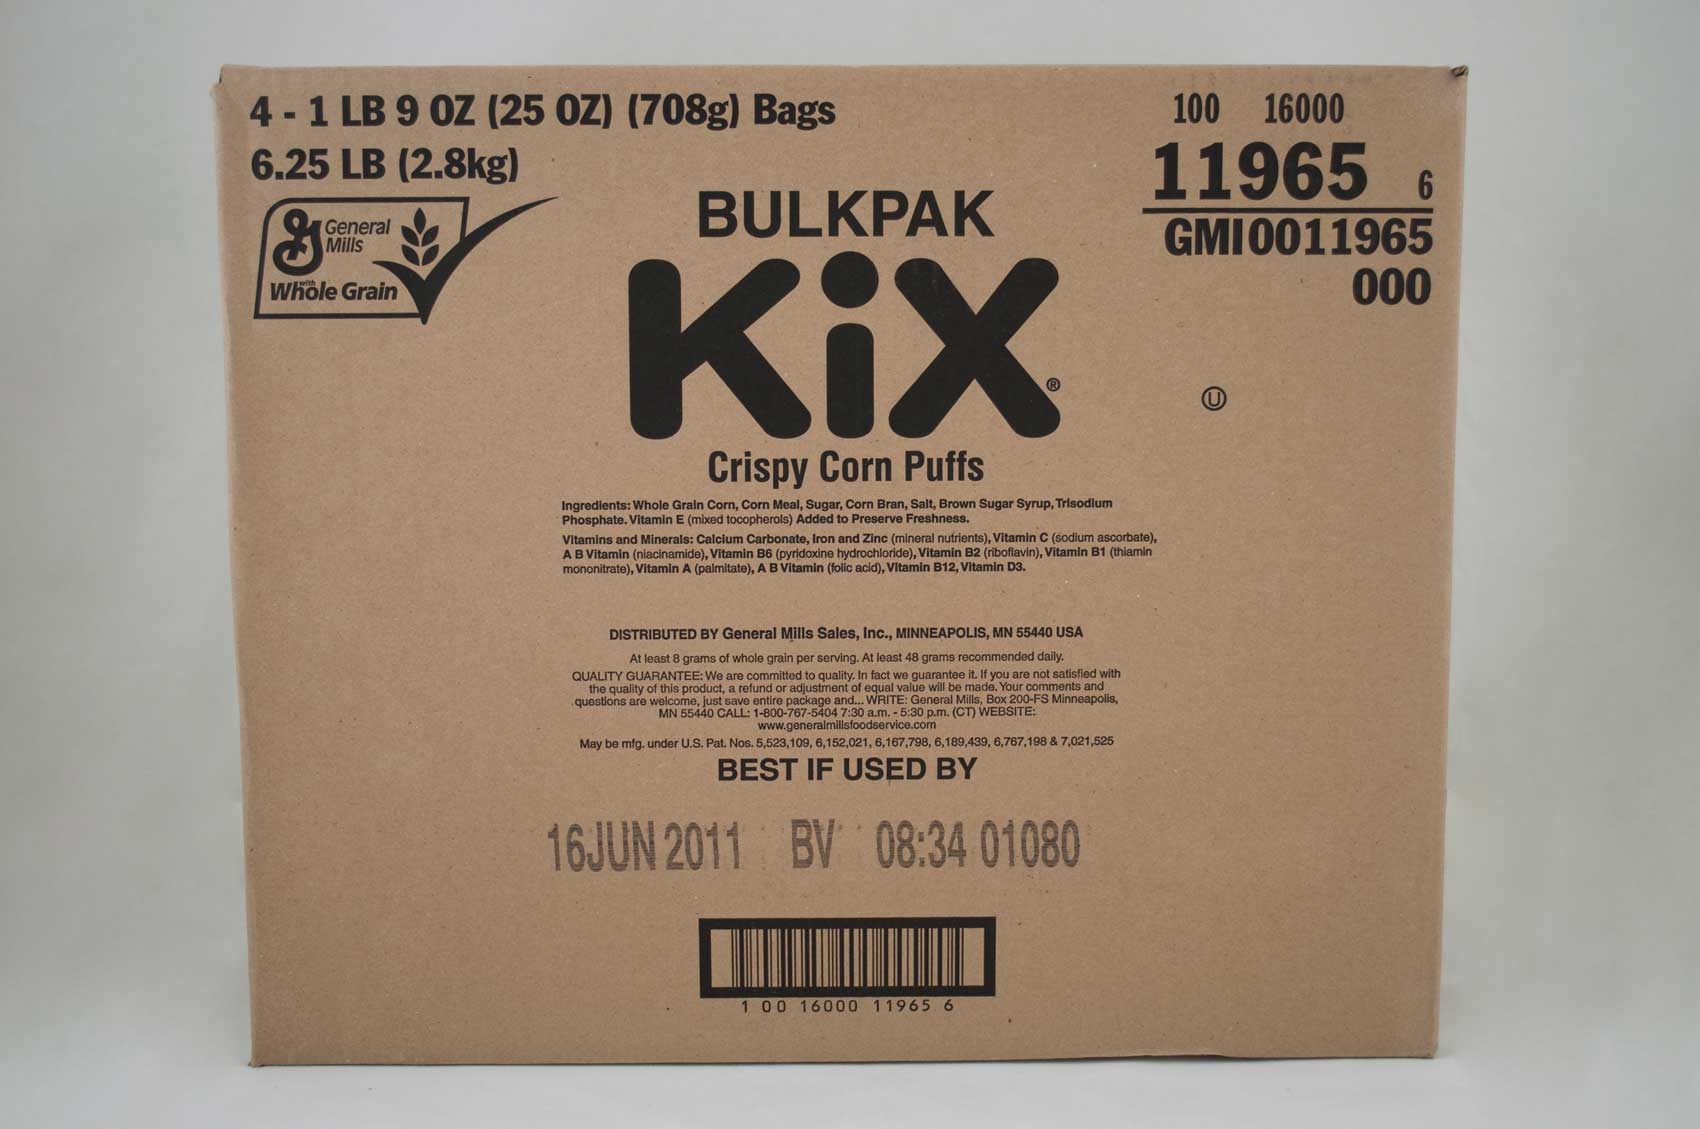 4 - 1 LB 9 OZ (25 OZ) (708g) Bags
6.25 LB (2.8kg)
General
Mills
with
Whole Grain
100 16000
11965 6
GMI0011965
000
BULKPAK
KiX®
U
Crispy Corn Puffs
Ingredients: Whole Grain Corn, Corn Meal, Sugar, Corn Bran, Salt, Brown Sugar Syrup, Trisodium
Phosphate. Vitamin E (mixed tocopherols) Added to Preserve Freshness.
Vitamins and Minerals: Calcium Carbonate, Iron and Zinc (mineral nutrients), Vitamin C (sodium ascorbate),
A B Vitamin (niacinamide), Vitamin B6 (pyridoxine hydrochloride), Vitamin B2 (riboflavin), Vitamin B1 (thiamin
mononitrate), Vitamin A (palmitate), A B Vitamin (folic acid), Vitamin B12, Vitamin D3.
DISTRIBUTED BY General Mills Sales, Inc., MINNEAPOLIS, MN 55440 USA
At least 8 grams of whole grain per serving. At least 48 grams recommended daily.
QUALITY GUARANTEE: We are committed to quality. In fact we guarantee it. If you are not satisfied with
the quality of this product, a refund or adjustment of equal value will be made. Your comments and
questions are welcome, just save entire package and... WRITE: General Mills, Box 200-FS Minneapolis,
MN 55440 CALL: 1-800-767-5404 7:30 a.m. - 5:30 p.m. (CT) WEBSITE:
www.generalmillsfoodservice.com
May be mfg. under U.S. Pat. Nos. 5,523,109, 6,152,021, 6,167,798, 6,189,439, 6,767,198 & 7,021,525
BEST IF USED BY
16JUN 2011 BV 08:34 01080
1 00 16000 11965 6